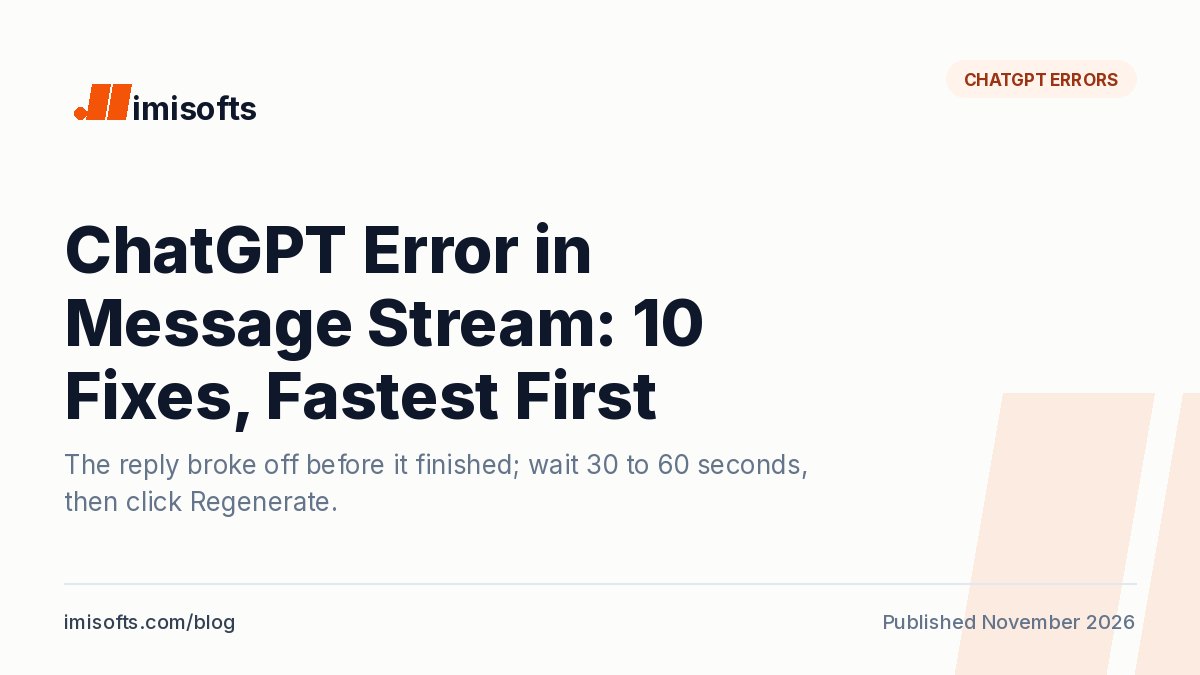 imisofts
CHATGPT ERRORS
ChatGPT Error in
Message Stream: 10
Fixes, Fastest First
The reply broke off before it finished; wait 30 to 60 seconds,
then click Regenerate.
imisofts.com/blog
Published November 2026